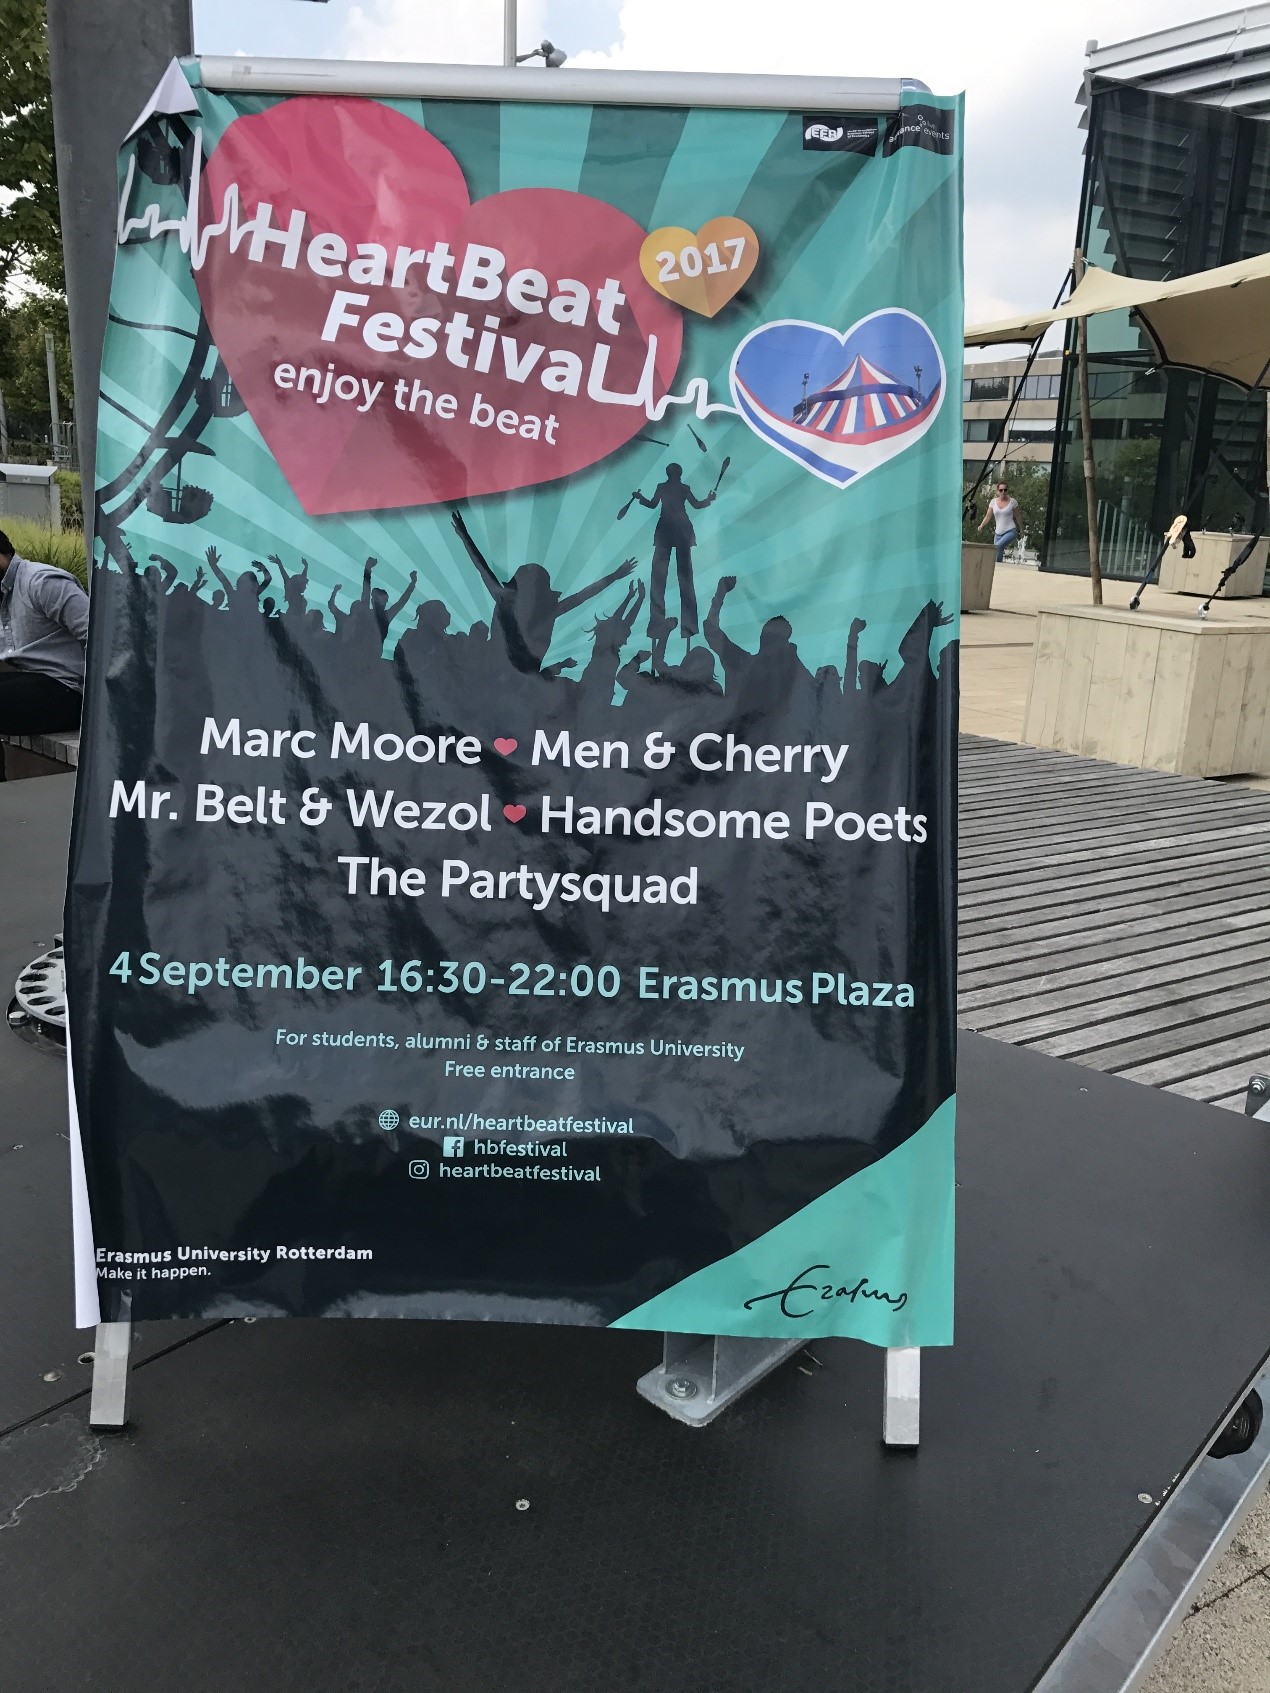 EFR
HeartBeat
2017
Festival
enjoy the beat
Marc Moore ♥ Men & Cherry
Mr. Belt & Wezol ♥ Handsome Poets
The Partysquad
4 September 16:30-22:00 Erasmus Plaza
For students, alumni & staff of Erasmus University
Free entrance
eur.nl/heartbeatfestival
hbfestival
heartbeatfestival
Erasmus University Rotterdam
Make it happen.
Erasmus